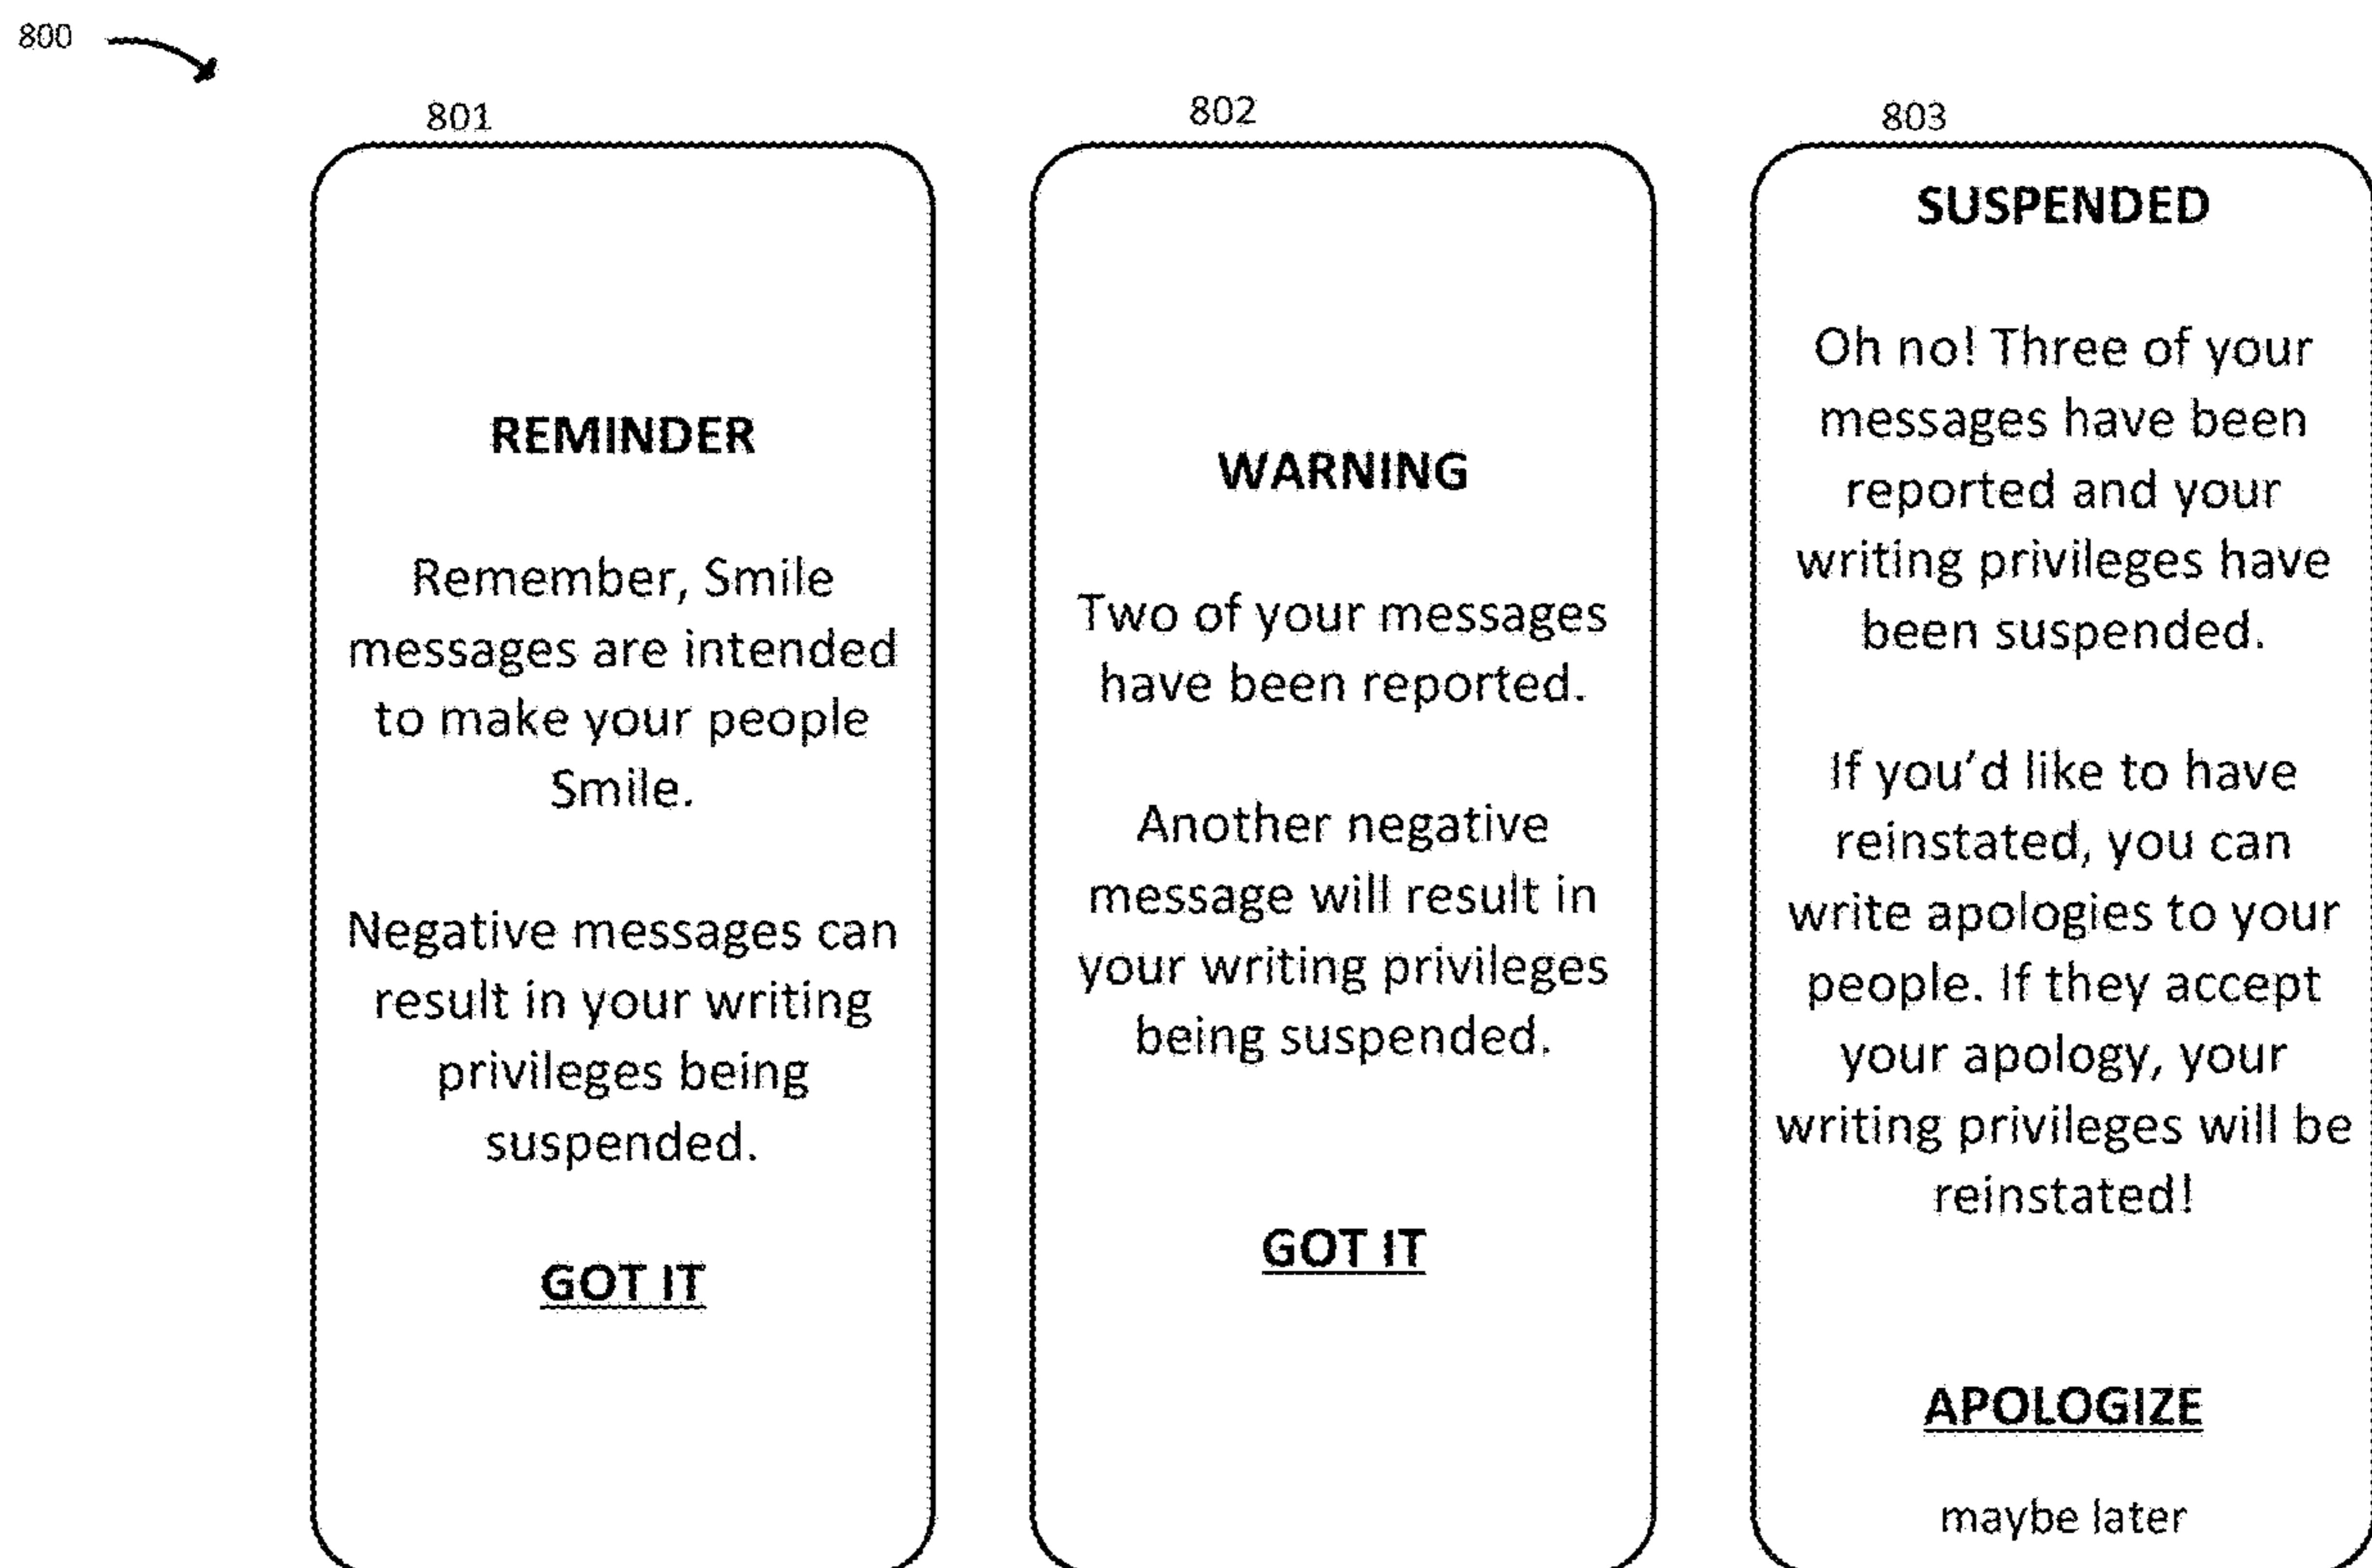 800
801
REMINDER
Remember, Smile
messages are intended
to make your people
Smile.
Negative messages can
result in your writing
privileges being
suspended.
GOT IT
802
WARNING
Two of your messages
have been reported.
Another negative
message will result in
your writing privileges
being suspended.
GOT IT
803
SUSPENDED
Oh no! Three of your
messages have been
reported and your
writing privileges have
been suspended.
If you’d like to have
reinstated, you can
write apologies to your
people. If they accept
your apology, your
writing privileges will be
reinstated!
APOLOGIZE
maybe later